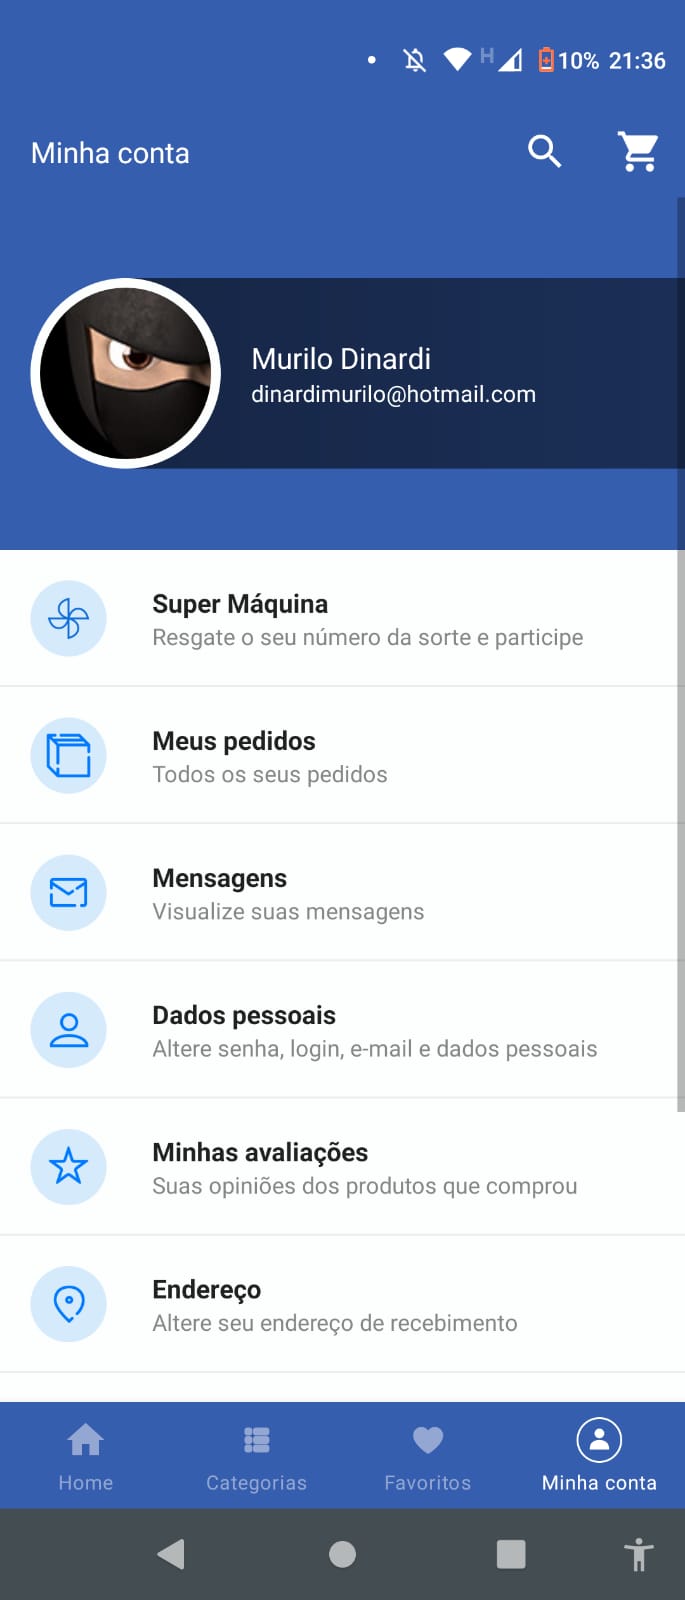 H 10% 21:36
Minha conta
Murilo Dinardi
dinardimurilo@hotmail.com
Super Máquina
Resgate o seu número da sorte e participe
Meus pedidos
Todos os seus pedidos
Mensagens
Visualize suas mensagens
Dados pessoais
Altere senha, login, e-mail e dados pessoais
Minhas avaliações
Suas opiniões dos produtos que comprou
Endereço
Altere seu endereço de recebimento
Home Categorias Favoritos Minha conta